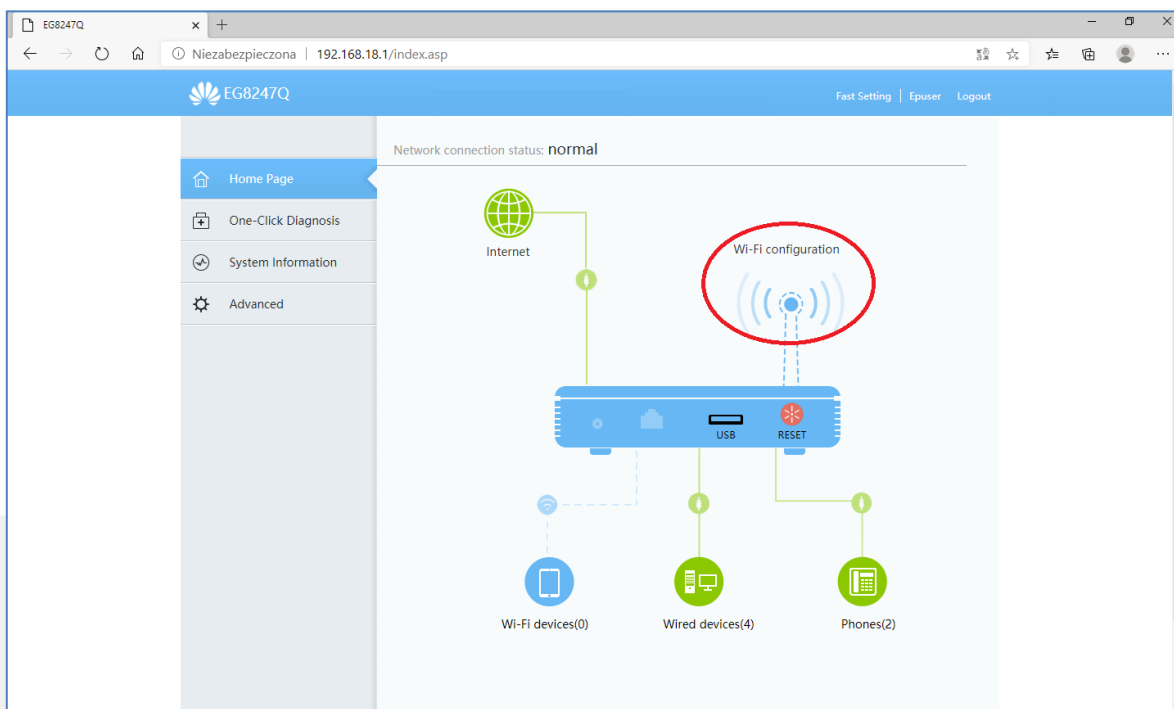 EG8247Q
Niezabezpieczona | 192.168.18.1/index.asp
EG8247Q
Fast Setting | Epuser Logout
Network connection status: normal
Home Page
One-Click Diagnosis
System Information
Advanced
Internet
Wi-Fi configuration
USB
RESET
Wi-Fi devices(0)
Wired devices(4)
Phones(2)